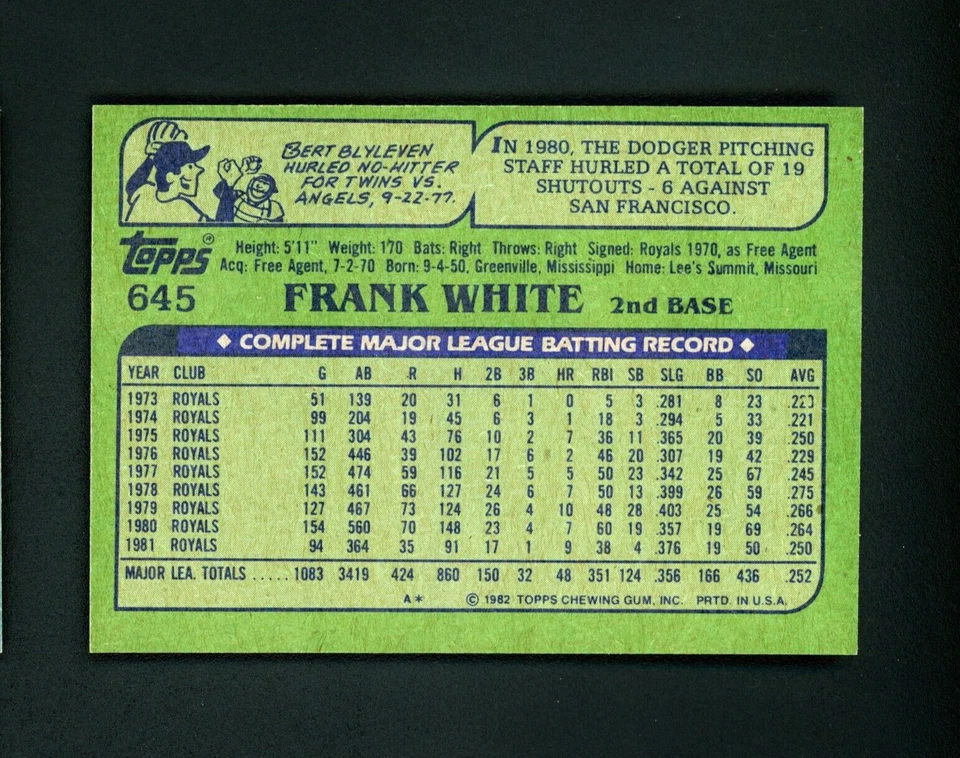 BERT BLYLEVEN
HURLED NO-HITTER
FOR TWINS VS.
ANGELS, 9-22-77.
IN 1980, THE DODGER PITCHING
STAFF HURLED A TOTAL OF 19
SHUTOUTS - 6 AGAINST
SAN FRANCISCO.
Topps®
Height: 5'11" Weight: 170 Bats: Right Throws: Right Signed: Royals 1970, as Free Agent
Acq: Free Agent, 7-2-70 Born: 9-4-50, Greenville, Mississippi Home: Lee's Summit, Missouri
645 FRANK WHITE 2nd BASE
◆ COMPLETE MAJOR LEAGUE BATTING RECORD ◆
YEAR CLUB G AB R H 2B 3B HR RBI SB SLG BB SO AVG
1973 ROYALS 51 139 20 31 6 1 0 5 3 .281 8 23 .223
1974 ROYALS 99 204 19 45 6 3 1 18 3 .294 5 33 .221
1975 ROYALS 111 304 43 76 10 2 7 36 11 .365 20 39 .250
1976 ROYALS 152 446 39 102 17 6 2 46 20 .307 19 42 .229
1977 ROYALS 152 474 59 116 21 5 5 50 23 .342 25 67 .245
1978 ROYALS 143 461 66 127 24 6 7 50 13 .399 26 59 .275
1979 ROYALS 127 467 73 124 26 4 10 48 28 .403 25 54 .266
1980 ROYALS 154 560 70 148 23 4 7 60 19 .357 19 69 .264
1981 ROYALS 94 364 35 91 17 1 9 38 4 .376 19 50 .250
MAJOR LEA. TOTALS ..... 1083 3419 424 860 150 32 48 351 124 .356 166 436 .252
A* © 1982 TOPPS CHEWING GUM, INC. PRTD. IN U.S.A.